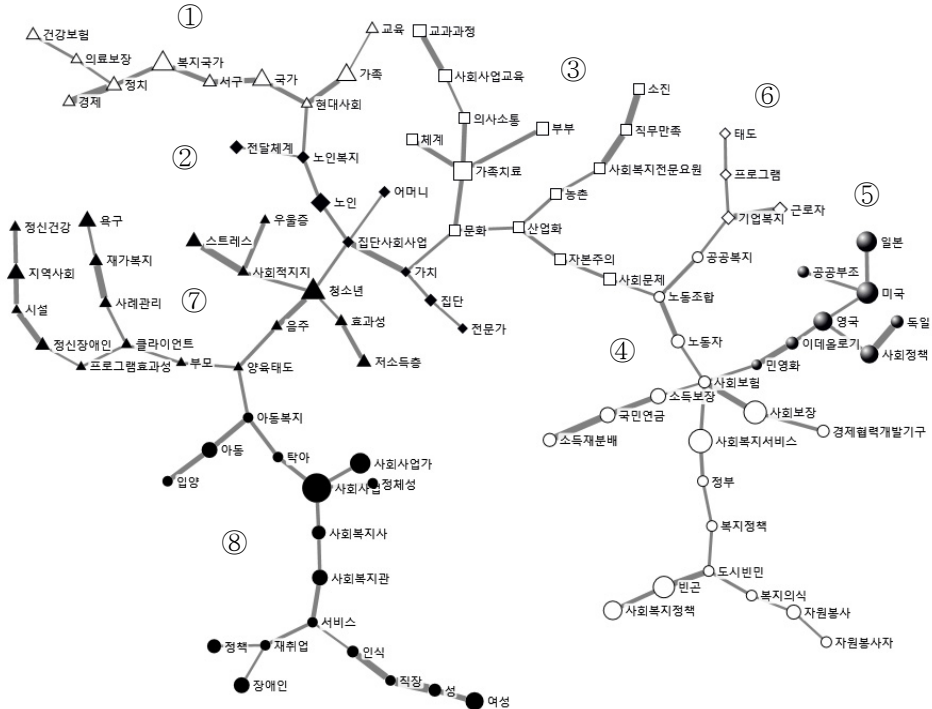 ①
건강보험
의료보장
복지국가
정치
경제
서구
국가
교육
가족
현대사회
②
전달체계
노인복지
노인
어머니
집단사회사업
가치
집단
전문가
③
교과과정
사회사업교육
의사소통
체계
부부
가족치료
문화
산업화
농촌
사회복지전문요원
직무만족
소진
자본주의
사회문제
⑥
태도
프로그램
기업복지
근로자
공공복지
⑤
일본
공공부조
미국
영국
독일
이데올로기
사회정책
민영화
④
노동조합
노동자
사회보험
소득보장
국민연금
소득재분배
사회보장
경제협력개발기구
사회복지서비스
정부
복지정책
도시빈민
빈곤
사회복지정책
복지의식
자원봉사
자원봉사자
⑦
정신건강
욕구
지역사회
재가복지
시설
사례관리
정신장애인
클라이언트
프로그램효과성
부모
양육태도
스트레스
우울증
사회적지지
청소년
음주
효과성
저소득층
⑧
아동복지
아동
입양
탁아
사회사업가
사회사업
정체성
사회복지사
사회복지관
서비스
정책
재취업
장애인
인식
직장
성
여성